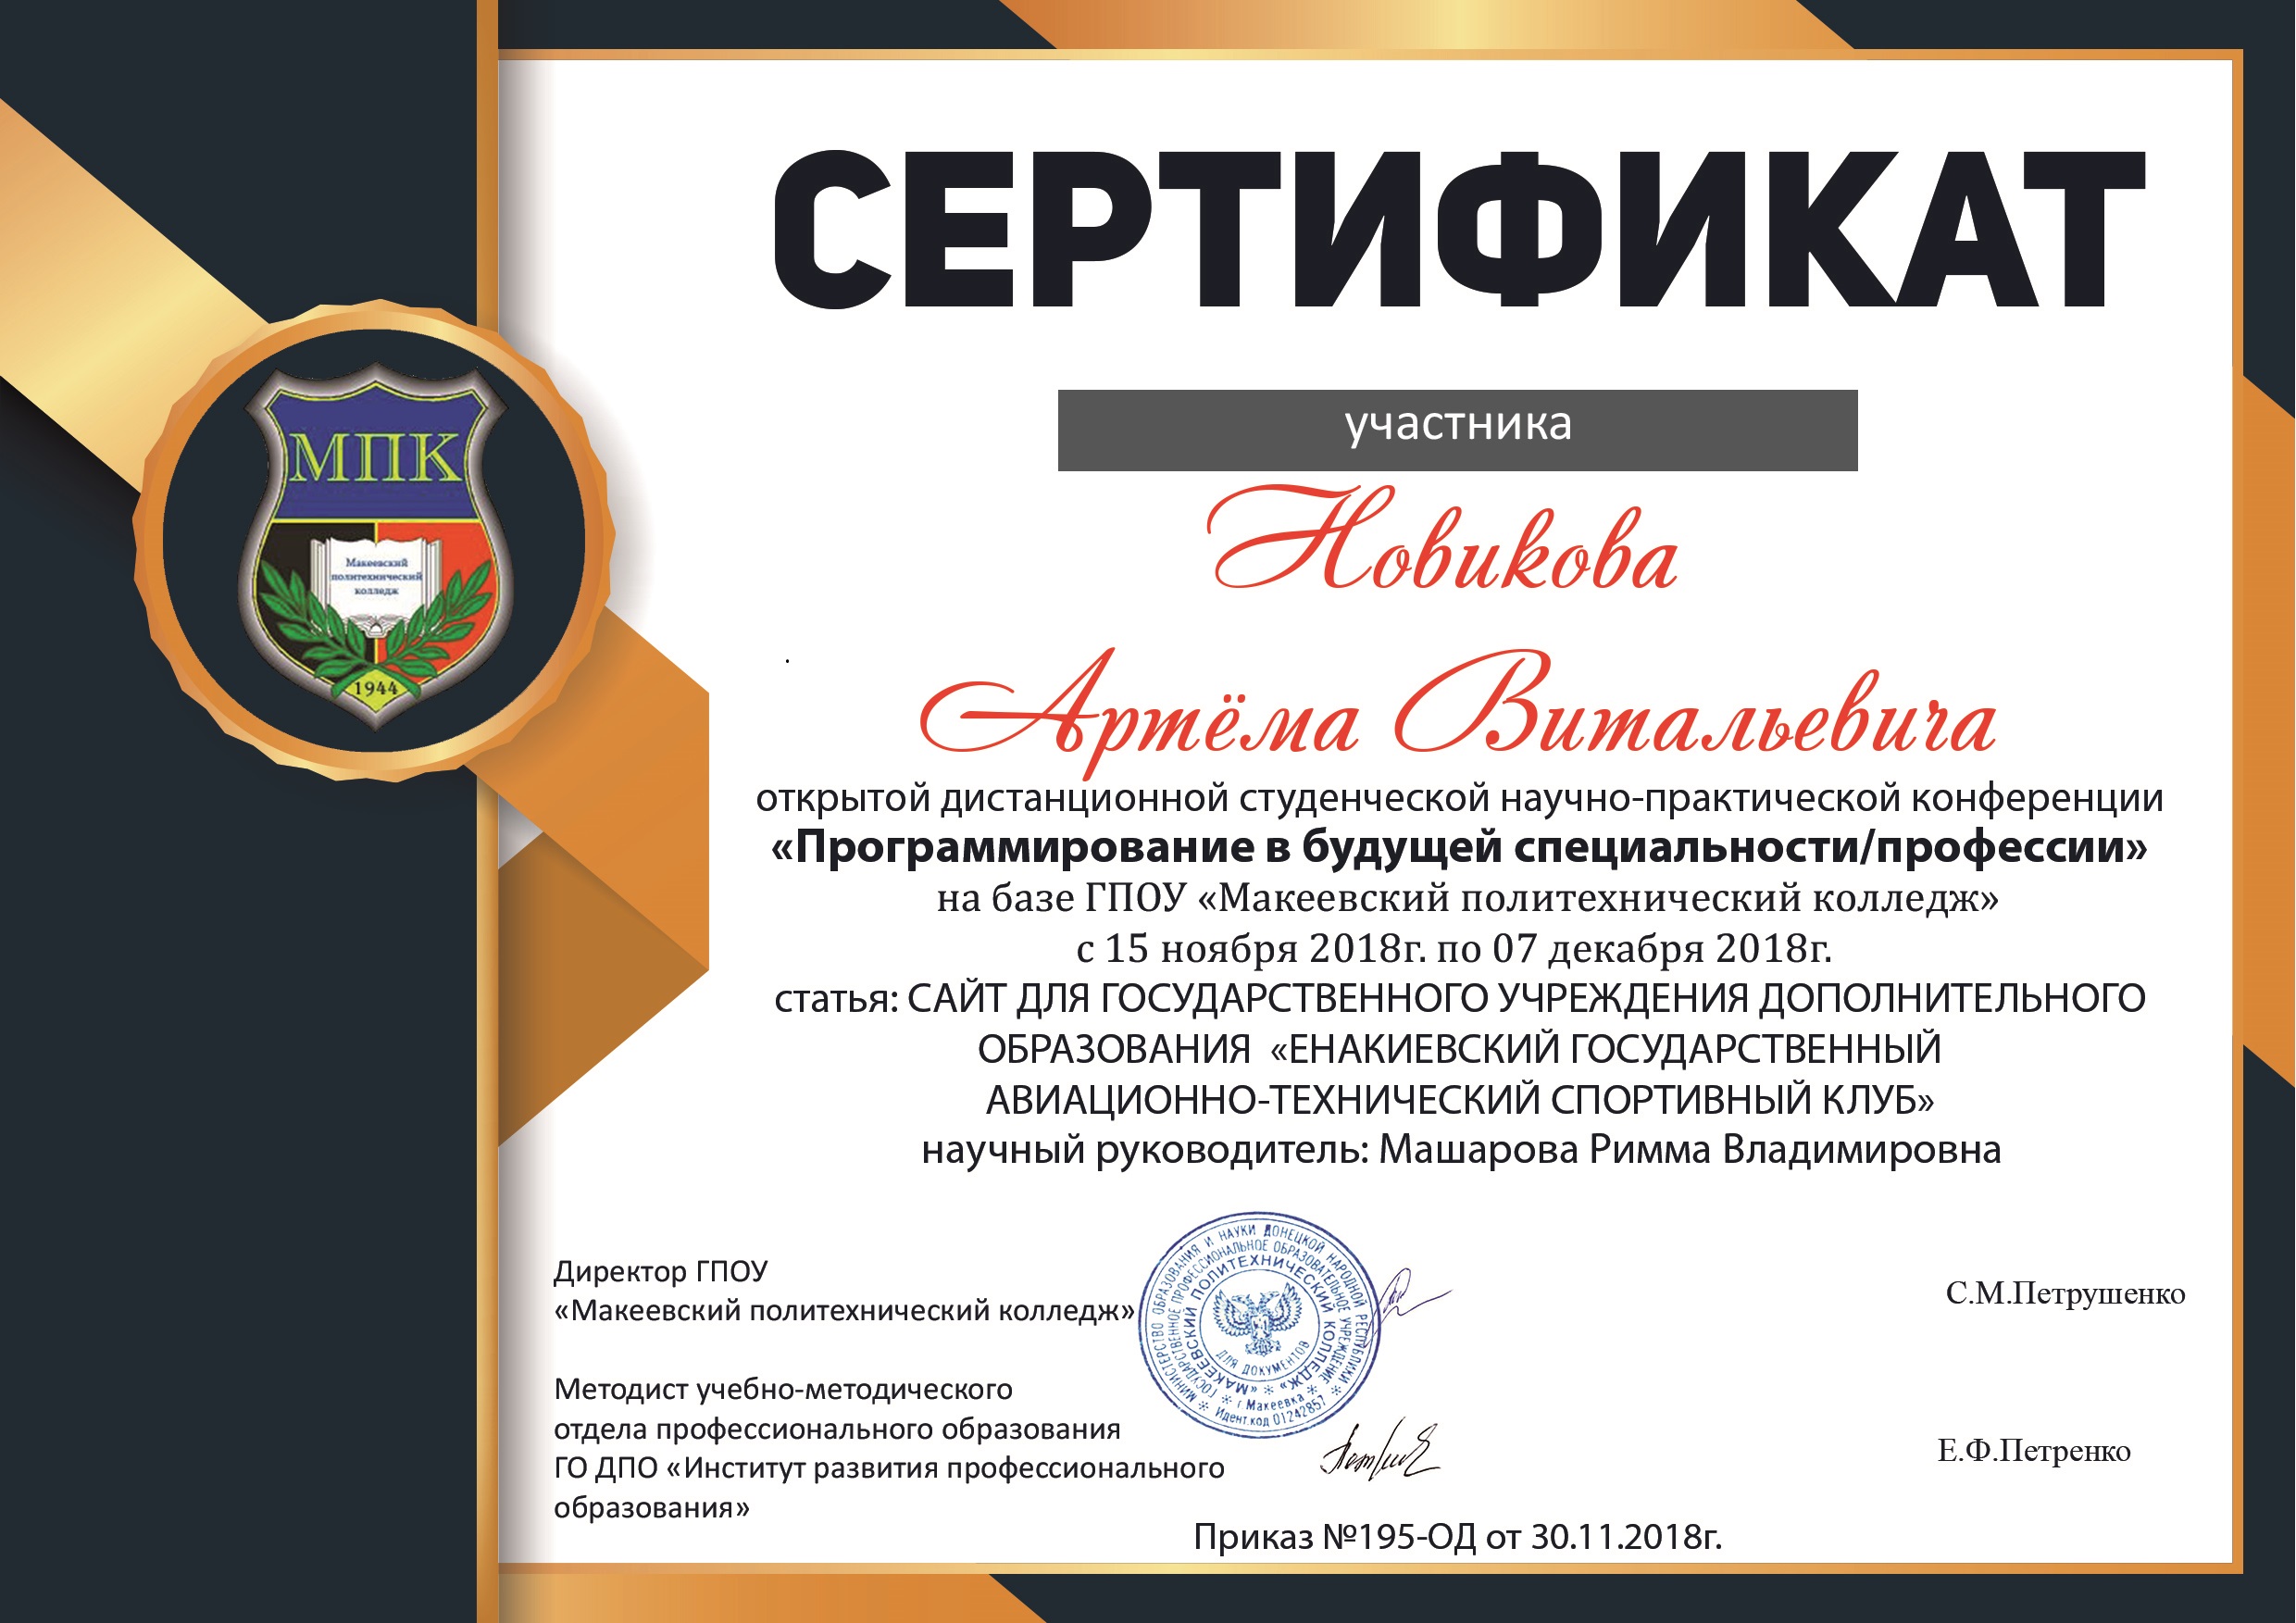 СЕРТИФИКАТ
участника
Новикова
Артёма Витальевича
открытой дистанционной студенческой научно-практической конференции
«Программирование в будущей специальности/профессии»
на базе ГПОУ «Макеевский политехнический колледж»
с 15 ноября 2018г. по 07 декабря 2018г.
статья: САЙТ ДЛЯ ГОСУДАРСТВЕННОГО УЧРЕЖДЕНИЯ ДОПОЛНИТЕЛЬНОГО
ОБРАЗОВАНИЯ «ЕНАКИЕВСКИЙ ГОСУДАРСТВЕННЫЙ
АВИАЦИОННО-ТЕХНИЧЕСКИЙ СПОРТИВНЫЙ КЛУБ»
научный руководитель: Машарова Римма Владимировна
МПК
Макеевский
политехнический
колледж
1944
Директор ГПОУ
«Макеевский политехнический колледж»
С.М.Петрушенко
МИНИСТЕРСТВО ОБРАЗОВАНИЯ И НАУКИ ДОНЕЦКОЙ НАРОДНОЙ РЕСПУБЛИКИ
ГОСУДАРСТВЕННОЕ ПРОФЕССИОНАЛЬНОЕ ОБРАЗОВАТЕЛЬНОЕ УЧРЕЖДЕНИЕ
«МАКЕЕВСКИЙ ПОЛИТЕХНИЧЕСКИЙ КОЛЛЕДЖ»
ДЛЯ ДОКУМЕНТОВ
г.Макеевка
Идент.код 01242857
Методист учебно-методического
отдела профессионального образования
ГО ДПО «Институт развития профессионального
образования»
Е.Ф.Петренко
Приказ №195-ОД от 30.11.2018г.